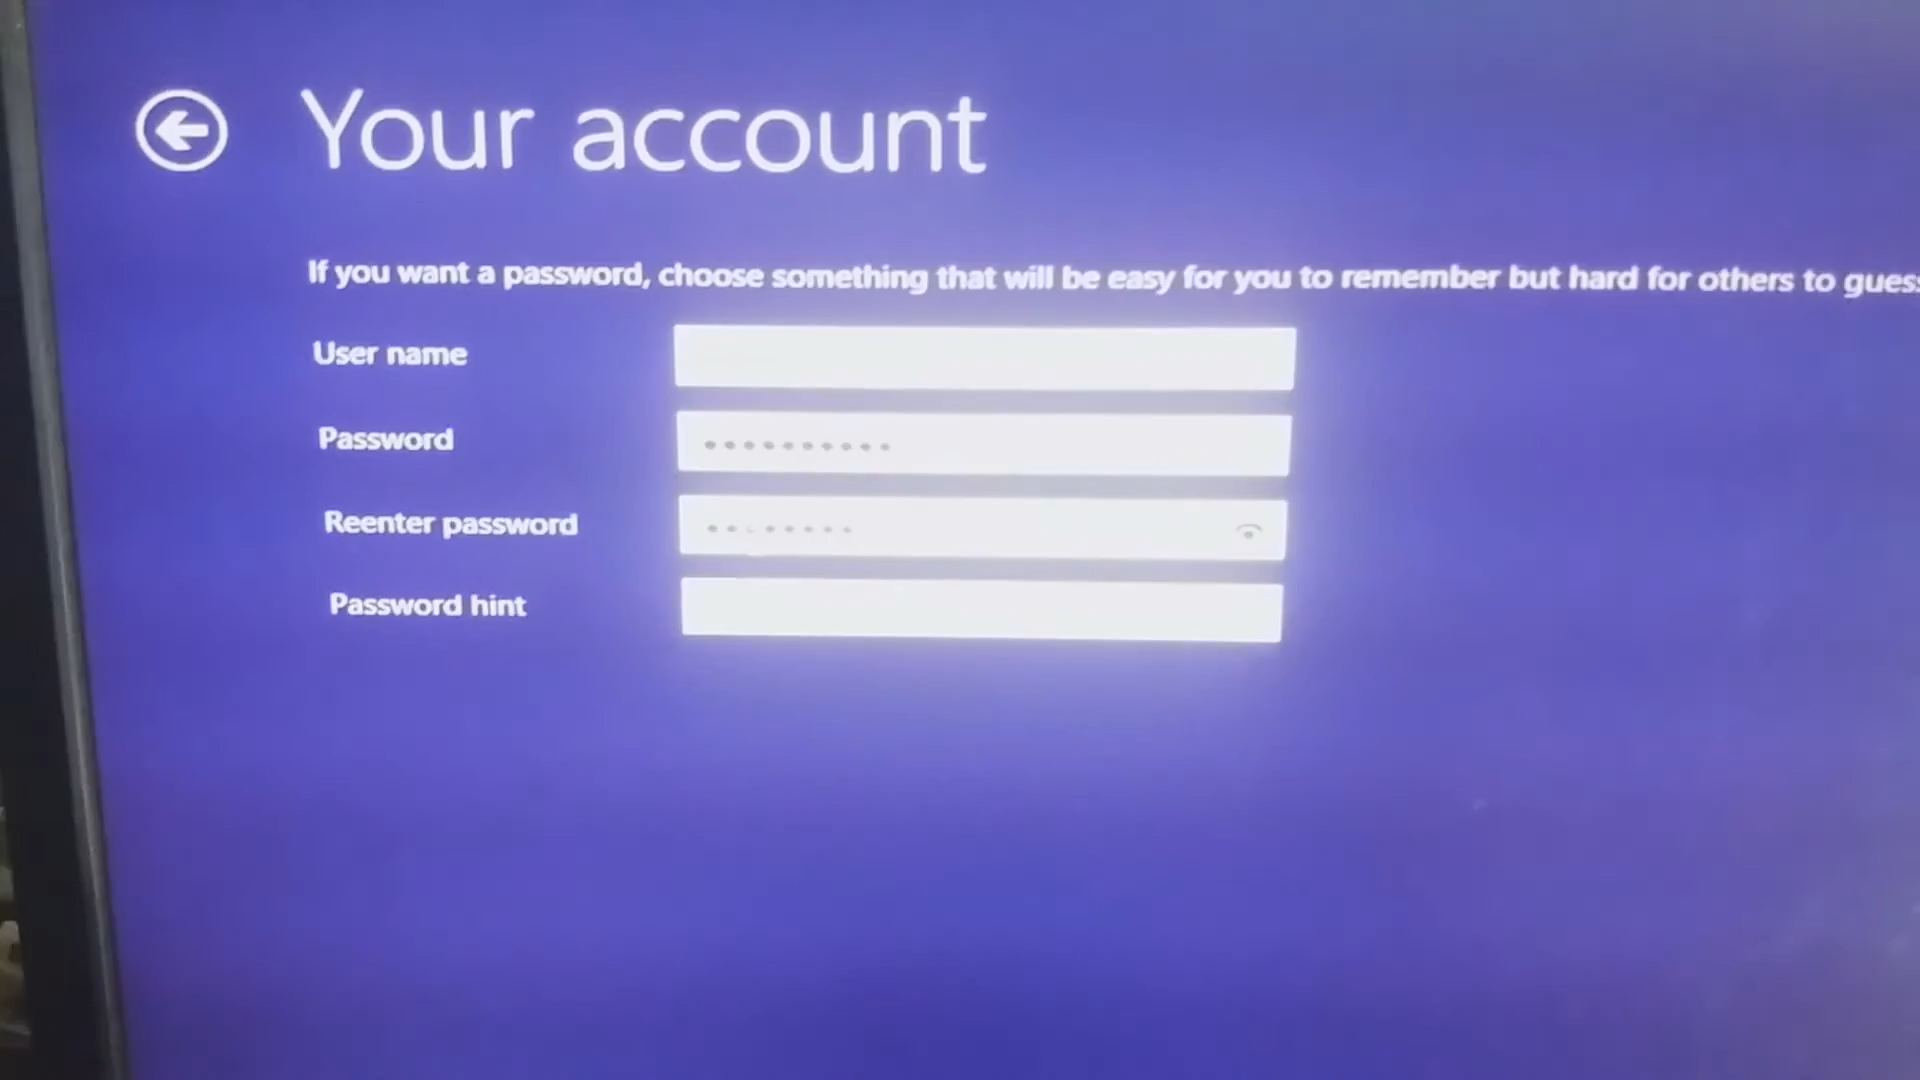 Your account
If you want a password, choose something that will be easy for you to remember but hard for others to guess
User name
Password
••••••••••
Reenter password
••••••••
Password hint